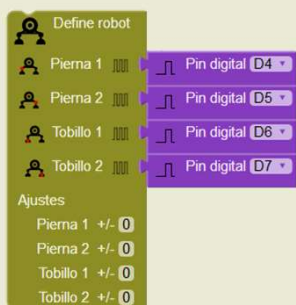 Define robot
Pierna 1 Pin digital D4
Pierna 2 Pin digital D5
Tobillo 1 Pin digital D6
Tobillo 2 Pin digital D7
Ajustes
Pierna 1 +/- 0
Pierna 2 +/- 0
Tobillo 1 +/- 0
Tobillo 2 +/- 0